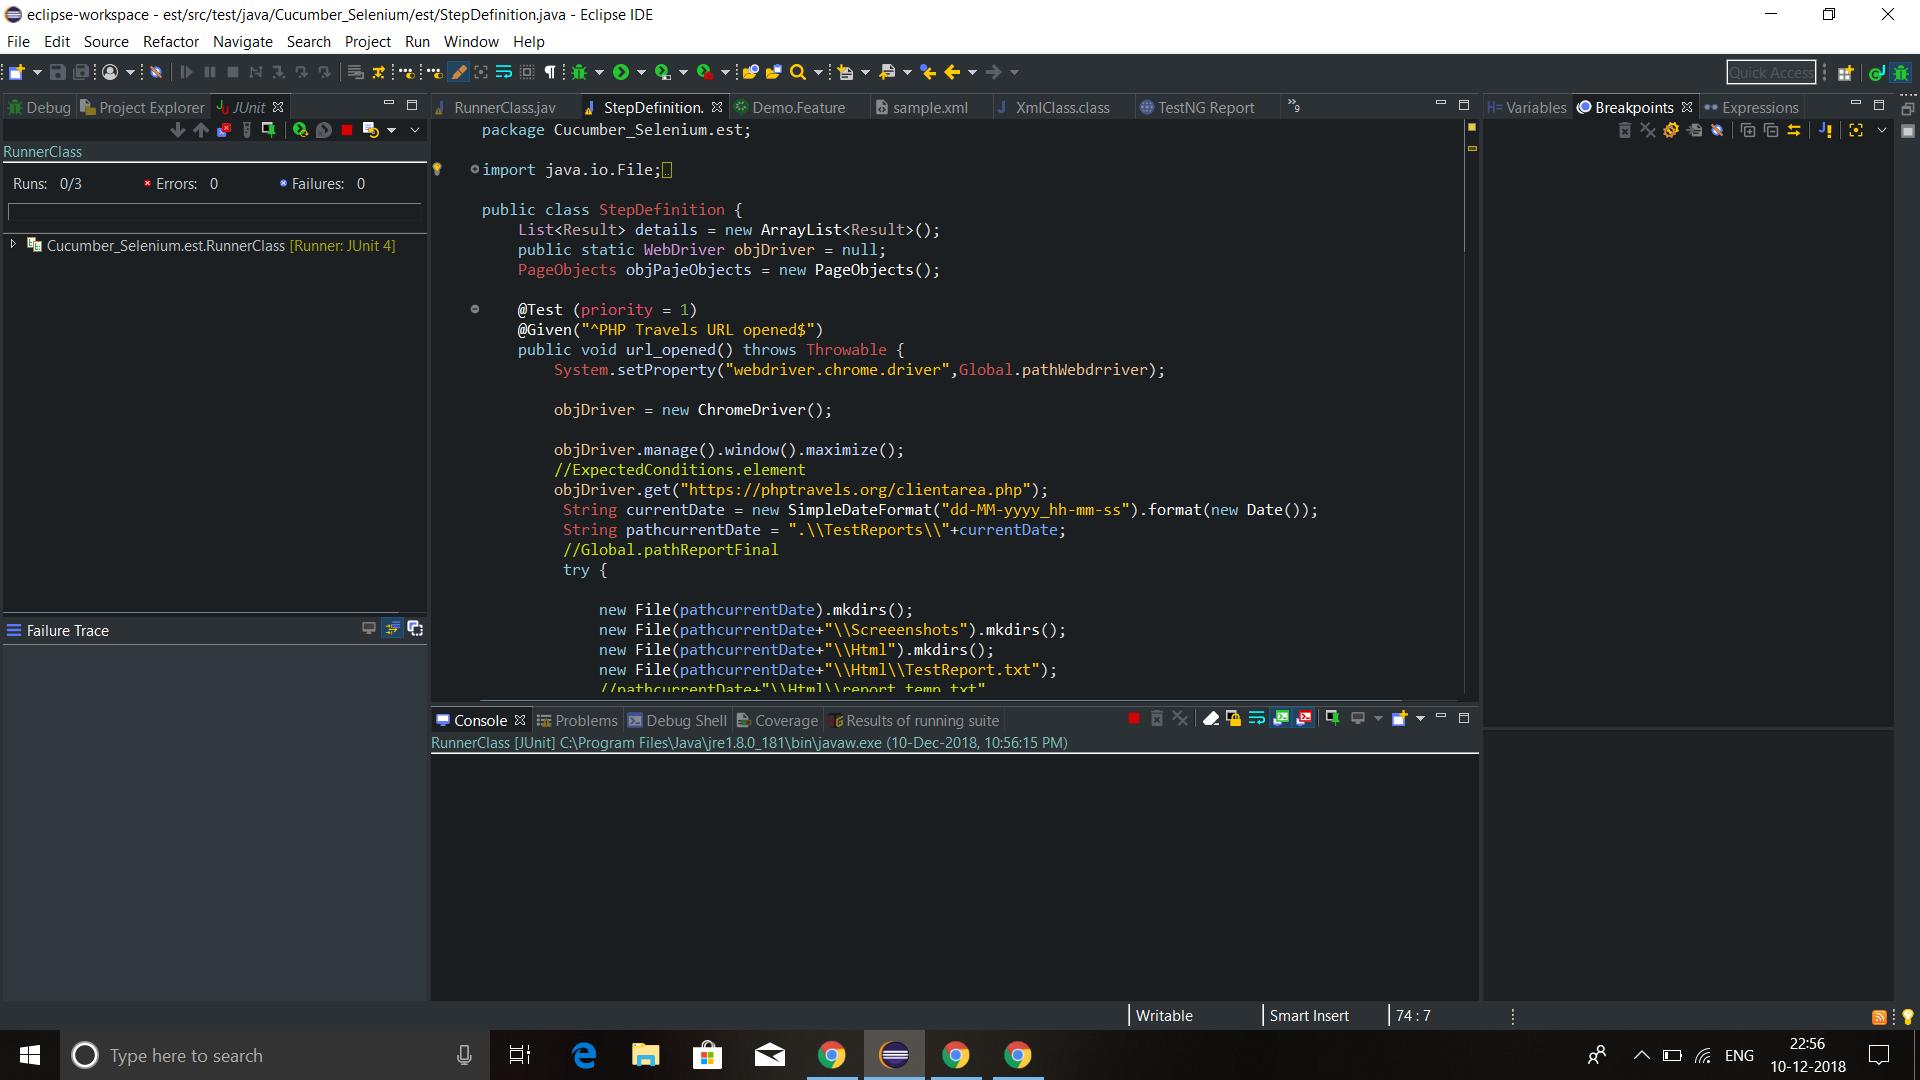 eclipse-workspace - est/src/test/java/Cucumber_Selenium/est/StepDefinition.java - Eclipse IDE
File Edit Source Refactor Navigate Search Project Run Window Help
Quick Access
Debug Project Explorer JUnit
RunnerClass
Runs: 0/3 Errors: 0 Failures: 0
Cucumber_Selenium.est.RunnerClass [Runner: JUnit 4]
Failure Trace
RunnerClass.jav StepDefinition. Demo.Feature sample.xml XmlClass.class TestNG Report »9
package Cucumber_Selenium.est;
import java.io.File;
public class StepDefinition {
List<Result> details = new ArrayList<Result>();
public static WebDriver objDriver = null;
PageObjects objPajeObjects = new PageObjects();
@Test (priority = 1)
@Given("^PHP Travels URL opened$")
public void url_opened() throws Throwable {
System.setProperty("webdriver.chrome.driver",Global.pathWebdrriver);
objDriver = new ChromeDriver();
objDriver.manage().window().maximize();
//ExpectedConditions.element
objDriver.get("https://phptravels.org/clientarea.php");
String currentDate = new SimpleDateFormat("dd-MM-yyyy_hh-mm-ss").format(new Date());
String pathcurrentDate = ".\\TestReports\\"+currentDate;
//Global.pathReportFinal
try {
new File(pathcurrentDate).mkdirs();
new File(pathcurrentDate+"\\Screeenshots").mkdirs();
new File(pathcurrentDate+"\\Html").mkdirs();
new File(pathcurrentDate+"\\Html\\TestReport.txt");
//pathcurrentDate+"\\Html\\report temp.txt"
Console Problems Debug Shell Coverage Results of running suite
RunnerClass [JUnit] C:\Program Files\Java\jre1.8.0_181\bin\javaw.exe (10-Dec-2018, 10:56:15 PM)
Variables Breakpoints Expressions
Writable Smart Insert 74 : 7
Type here to search
ENG
22:56
10-12-2018